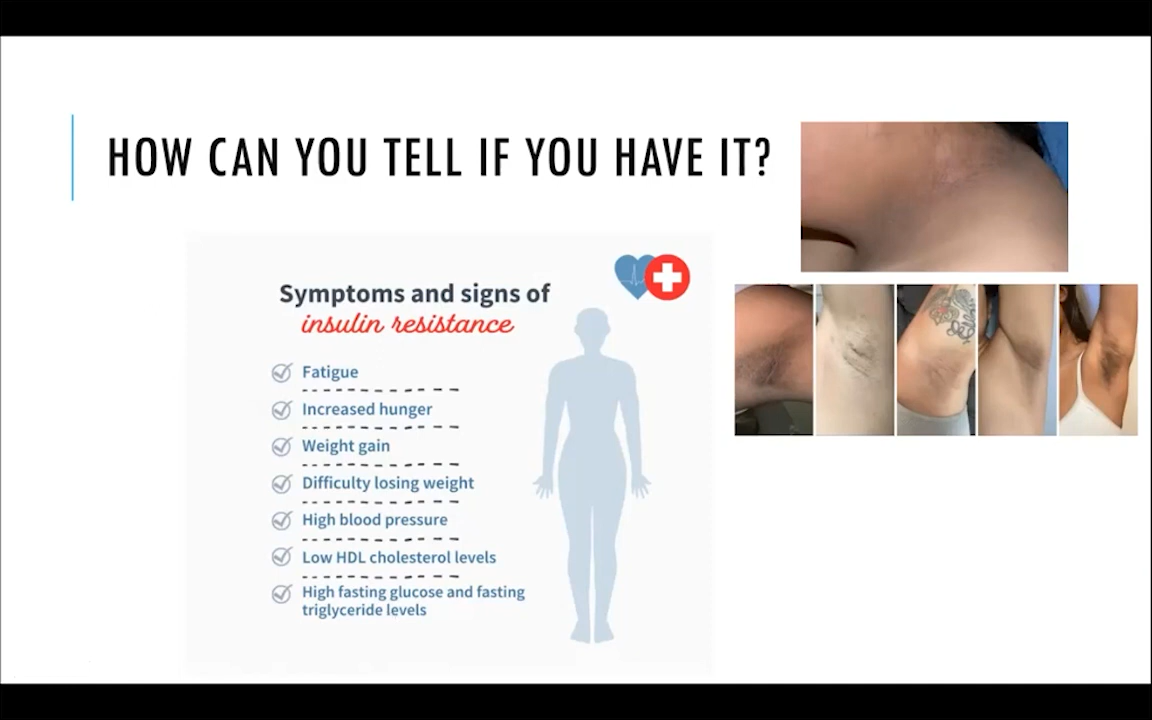 HOW CAN YOU TELL IF YOU HAVE IT?
Symptoms and signs of
insulin resistance
Fatigue
Increased hunger
Weight gain
Difficulty losing weight
High blood pressure
Low HDL cholesterol levels
High fasting glucose and fasting
triglyceride levels